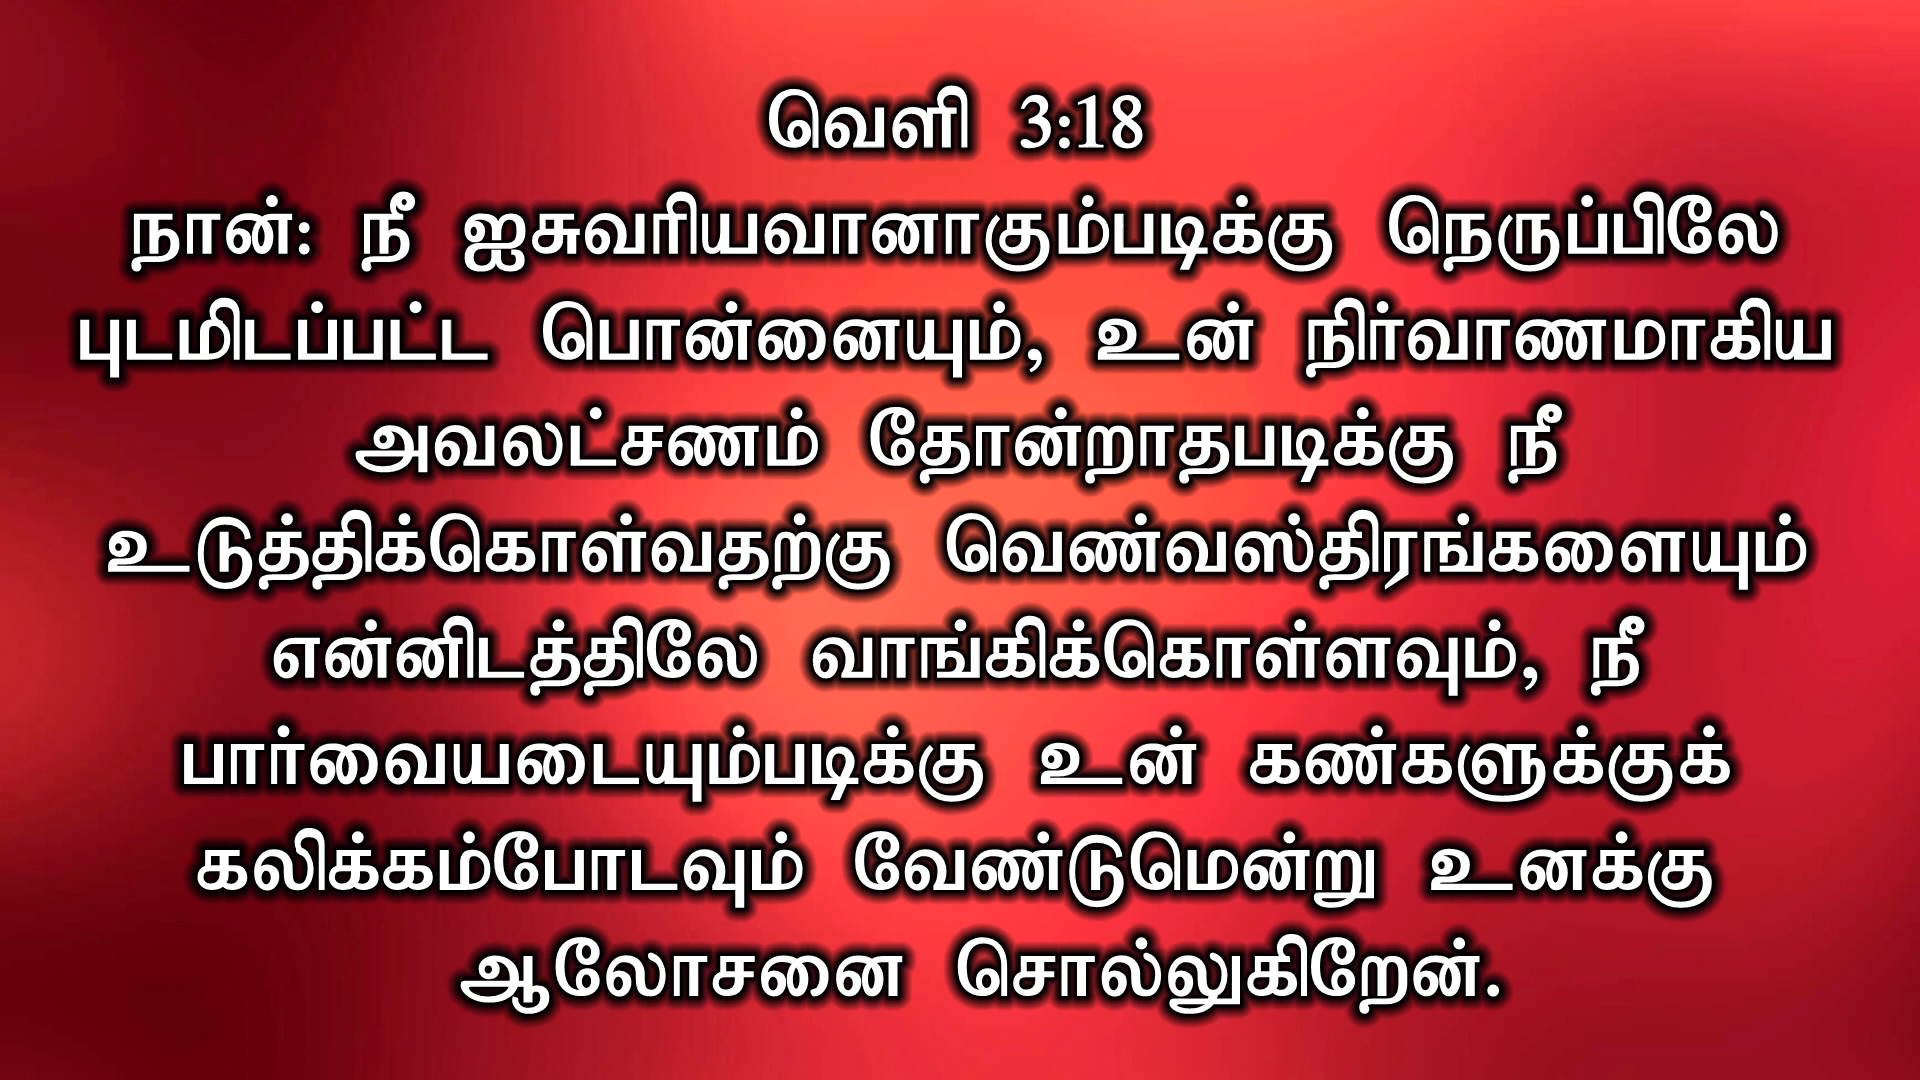 வெளி 3:18
நான்: நீ ஐசுவரியவானாகும்படிக்கு நெருப்பிலே
புடமிடப்பட்ட பொன்னையும், உன் நிர்வாணமாகிய
அவலட்சணம் தோன்றாதபடிக்கு நீ
உடுத்திக்கொள்வதற்கு வெண்வஸ்திரங்களையும்
என்னிடத்திலே வாங்கிக்கொள்ளவும், நீ
பார்வையடையும்படிக்கு உன் கண்களுக்குக்
கலிக்கம்போடவும் வேண்டுமென்று உனக்கு
ஆலோசனை சொல்லுகிறேன்.